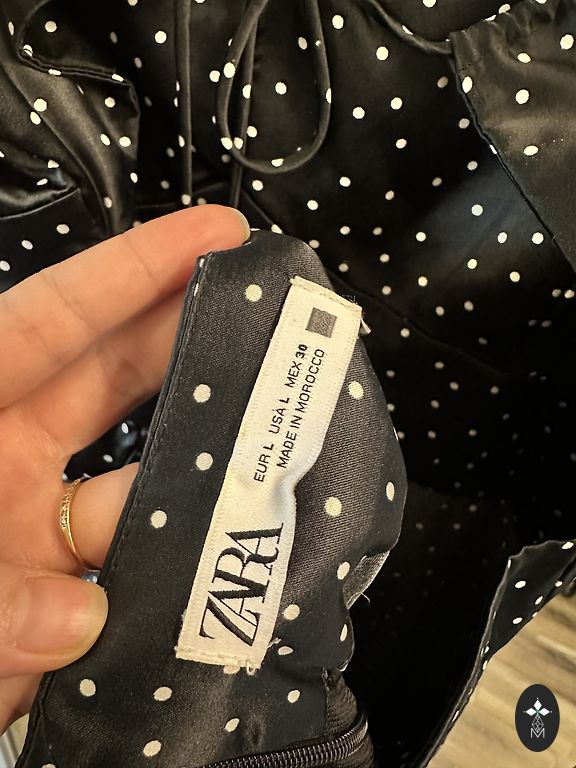 ZARA
EUR L USA L MEX 30
MADE IN MOROCCO
M